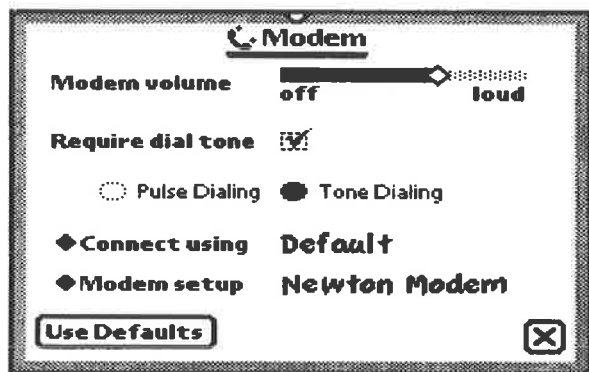 Modem
Modem volume
off loud
Require dial tone
Pulse Dialing Tone Dialing
Connect using Default
Modem setup Newton Modem
Use Defaults